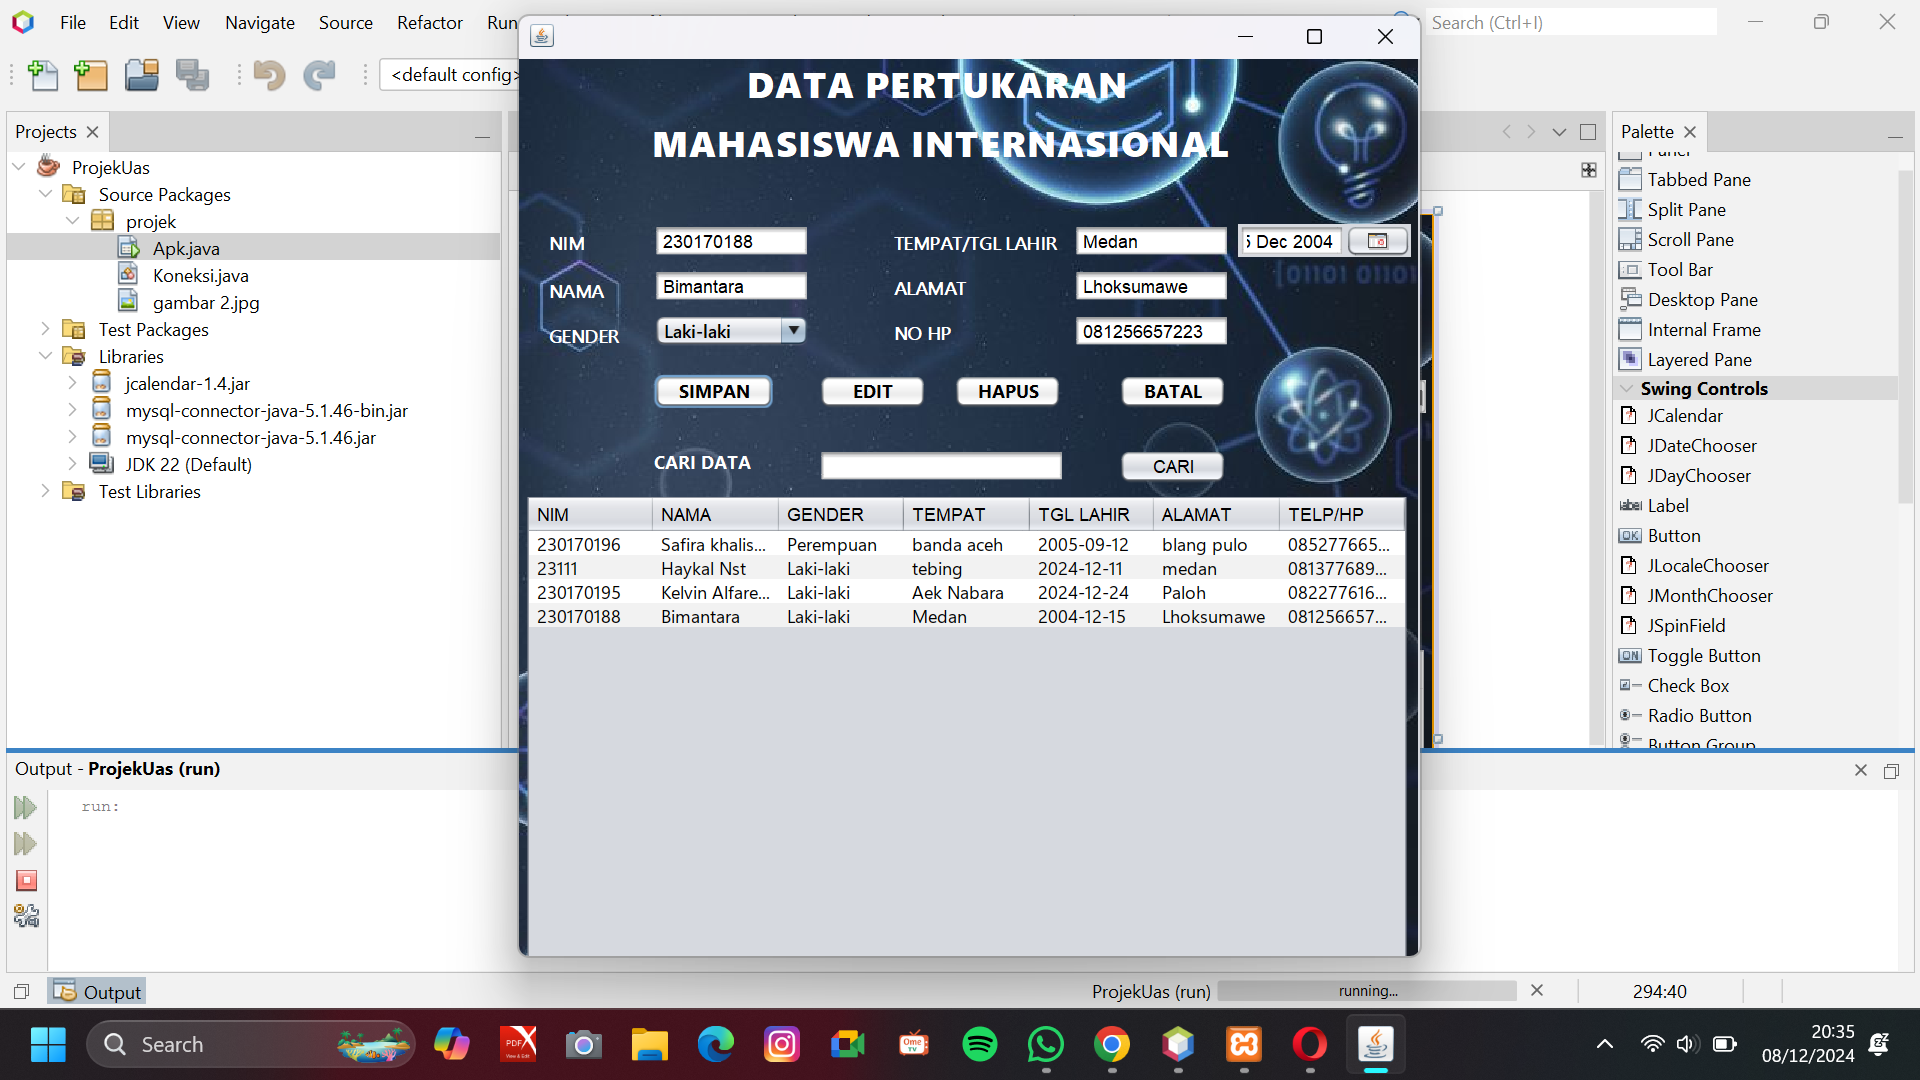 File Edit View Navigate Source Refactor Run
Search (Ctrl+I)
<default config>
Projects
ProjekUas
Source Packages
projek
Apk.java
Koneksi.java
gambar 2.jpg
Test Packages
Libraries
jcalendar-1.4.jar
mysql-connector-java-5.1.46-bin.jar
mysql-connector-java-5.1.46.jar
JDK 22 (Default)
Test Libraries
DATA PERTUKARAN
MAHASISWA INTERNASIONAL
NIM 230170188 TEMPAT/TGL LAHIR Medan 5 Dec 2004
NAMA Bimantara ALAMAT Lhoksumawe
GENDER Laki-laki NO HP 081256657223
SIMPAN EDIT HAPUS BATAL
CARI DATA CARI
NIM NAMA GENDER TEMPAT TGL LAHIR ALAMAT TELP/HP
230170196 Safira khalis... Perempuan banda aceh 2005-09-12 blang pulo 085277665...
23111 Haykal Nst Laki-laki tebing 2024-12-11 medan 081377689...
230170195 Kelvin Alfare... Laki-laki Aek Nabara 2024-12-24 Paloh 082277616...
230170188 Bimantara Laki-laki Medan 2004-12-15 Lhoksumawe 081256657...
Palette
Panel
Tabbed Pane
Split Pane
Scroll Pane
Tool Bar
Desktop Pane
Internal Frame
Layered Pane
Swing Controls
JCalendar
JDateChooser
JDayChooser
label Label
OK Button
JLocaleChooser
JMonthChooser
JSpinField
ON Toggle Button
Check Box
Radio Button
Button Group
Output - ProjekUas (run)
run:
Output
ProjekUas (run) running... 294:40
Search
20:35
08/12/2024